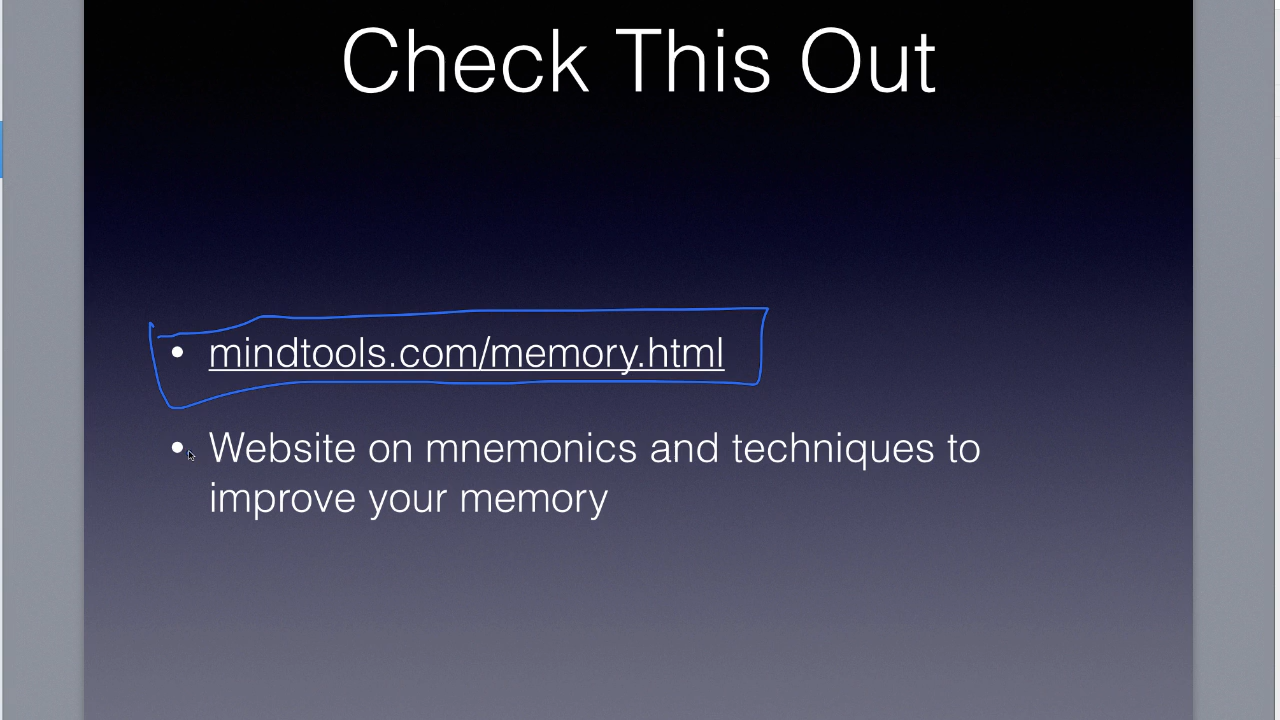 Check This Out
• mindtools.com/memory.html
• Website on mnemonics and techniques to
improve your memory